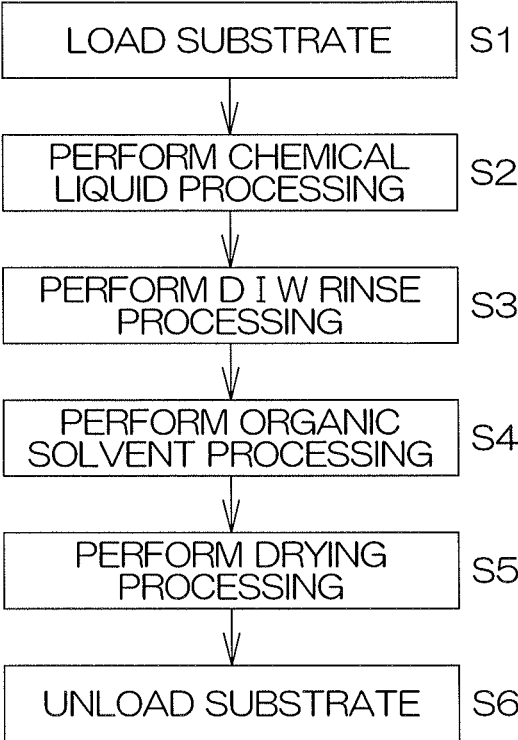 LOAD SUBSTRATE S1
PERFORM CHEMICAL
LIQUID PROCESSING S2
PERFORM D I W RINSE
PROCESSING S3
PERFORM ORGANIC
SOLVENT PROCESSING S4
PERFORM DRYING
PROCESSING S5
UNLOAD SUBSTRATE S6